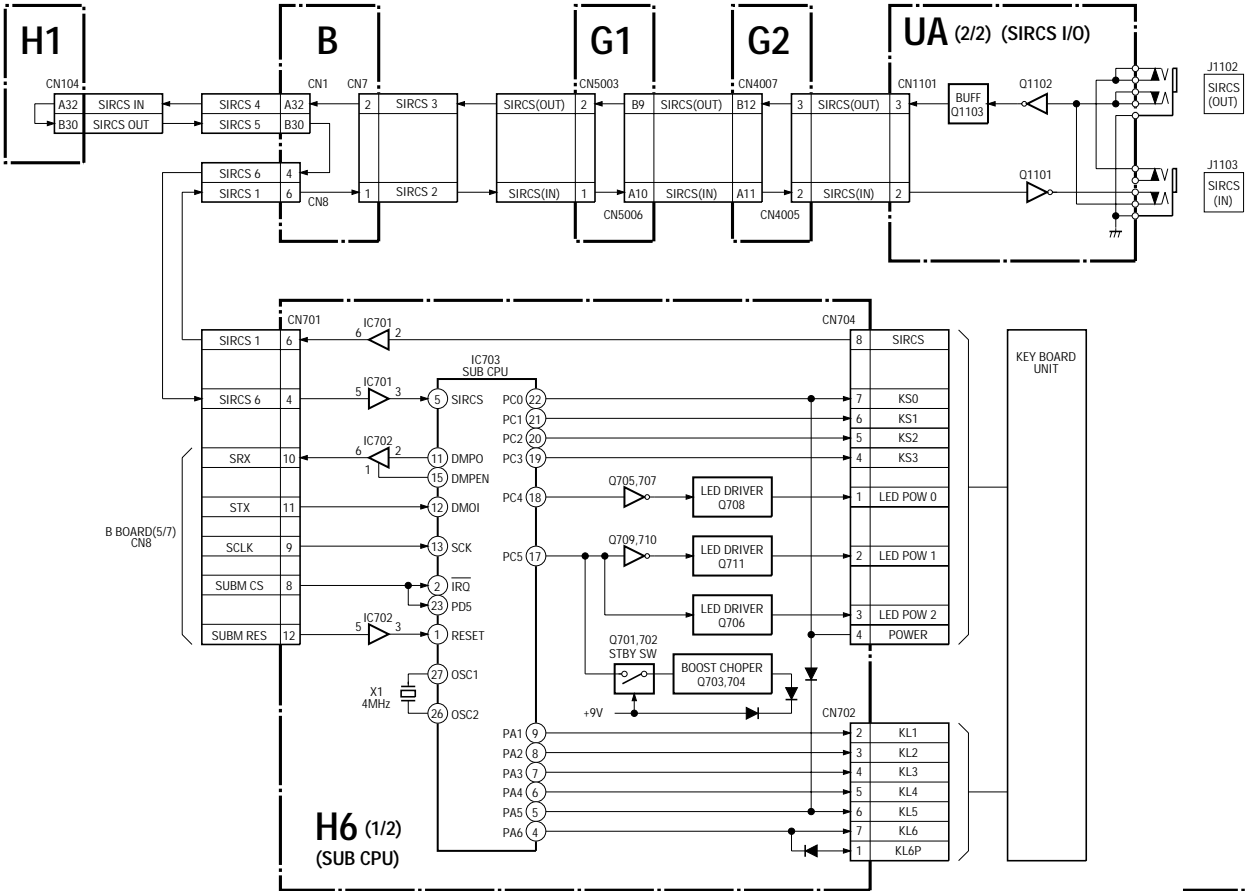 H1
B
G1
G2
UA (2/2) (SIRCS I/O)
CN104
CN1
CN7
CN5003
CN4007
CN1101
Q1102
J1102
A32 SIRCS IN
SIRCS 4 A32
2 SIRCS 3
SIRCS(OUT) 2
B9 SIRCS(OUT) B12
3 SIRCS(OUT) 3
BUFF
Q1103
SIRCS
(OUT)
B30 SIRCS OUT
SIRCS 5 B30
SIRCS 6 4
SIRCS 1 6
CN8
1 SIRCS 2
SIRCS(IN) 1
A10 SIRCS(IN) A11
2 SIRCS(IN) 2
CN5006
CN4005
Q1101
J1103
SIRCS
(IN)
CN701
IC701
6 2
CN704
SIRCS 1 6
8 SIRCS
KEY BOARD
UNIT
IC703
SUB CPU
SIRCS 6 4
IC701
5 3
5 SIRCS
PC0 22
7 KS0
PC1 21
6 KS1
PC2 20
5 KS2
PC3 19
4 KS3
SRX 10
IC702
6 2
1
11 DMPO
15 DMPEN
STX 11
12 DMOI
PC4 18
Q705,707
LED DRIVER
Q708
1 LED POW 0
B BOARD(5/7)
CN8
SCLK 9
13 SCK
PC5 17
Q709,710
LED DRIVER
Q711
2 LED POW 1
SUBM CS 8
2 IRQ
23 PD5
LED DRIVER
Q706
3 LED POW 2
SUBM RES 12
IC702
5 3
1 RESET
4 POWER
Q701,702
STBY SW
BOOST CHOPER
Q703,704
27 OSC1
X1
4MHz
26 OSC2
+9V
CN702
PA1 9
2 KL1
PA2 8
3 KL2
PA3 7
4 KL3
PA4 6
5 KL4
PA5 5
6 KL5
PA6 4
7 KL6
1 KL6P
H6 (1/2)
(SUB CPU)